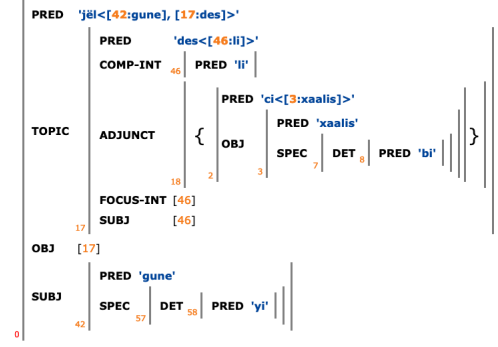 PRED 'jël<[42:gune], [17:des]>'
PRED 'des<[46:li]>'
COMP-INT 46 PRED 'li'
PRED 'ci<[3:xaalis]>'
PRED 'xaalis'
TOPIC ADJUNCT { OBJ SPEC DET PRED 'bi' }
7 8
2 3
18
FOCUS-INT [46]
SUBJ [46]
17
OBJ [17]
PRED 'gune'
SUBJ SPEC DET PRED 'yi'
57 58
42
0